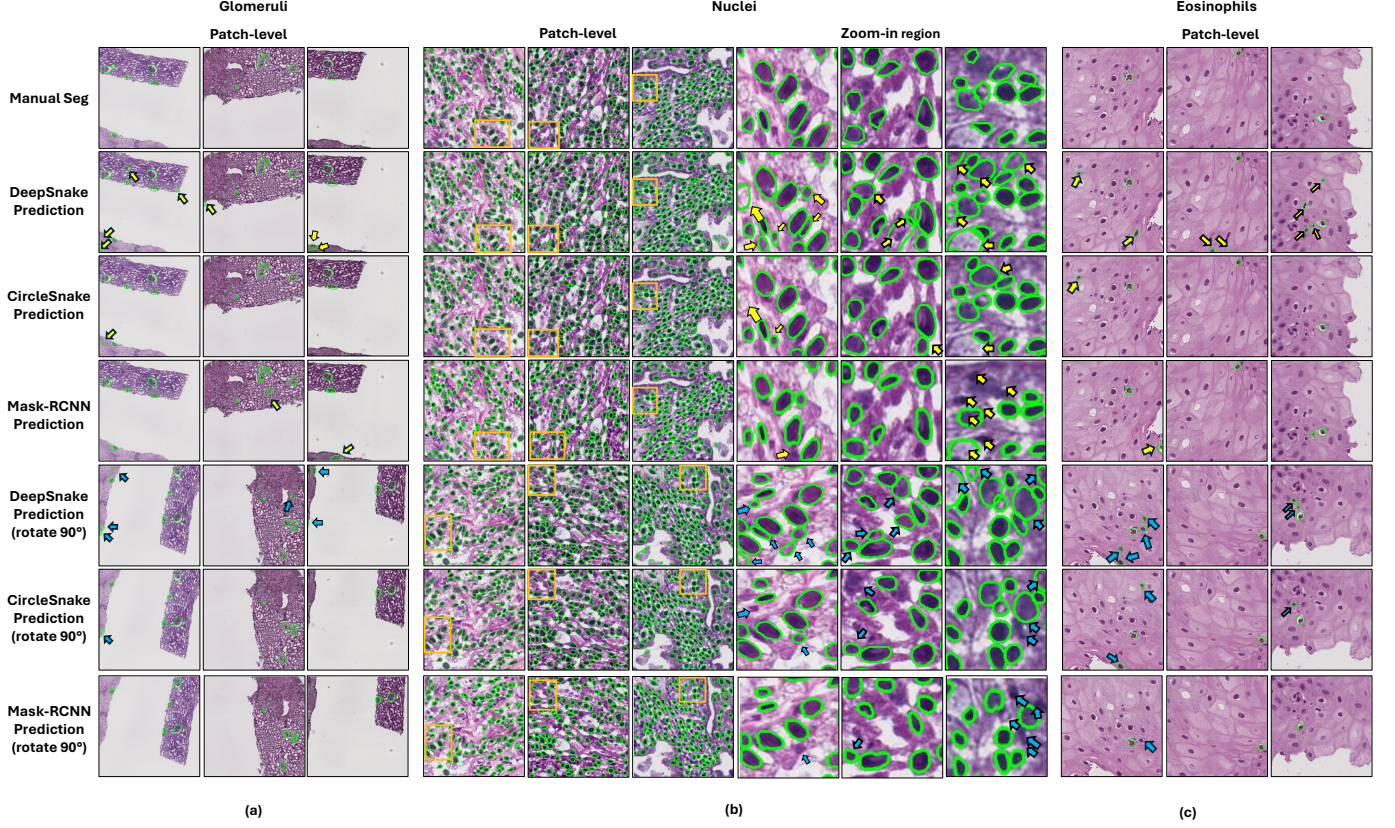 Glomeruli
Nuclei
Eosinophils
Patch-level
Patch-level
Zoom-in region
Patch-level
Manual Seg
DeepSnake
Prediction
CircleSnake
Prediction
Mask-RCNN
Prediction
DeepSnake
Prediction
(rotate 90°)
CircleSnake
Prediction
(rotate 90°)
Mask-RCNN
Prediction
(rotate 90°)
(a)
(b)
(c)